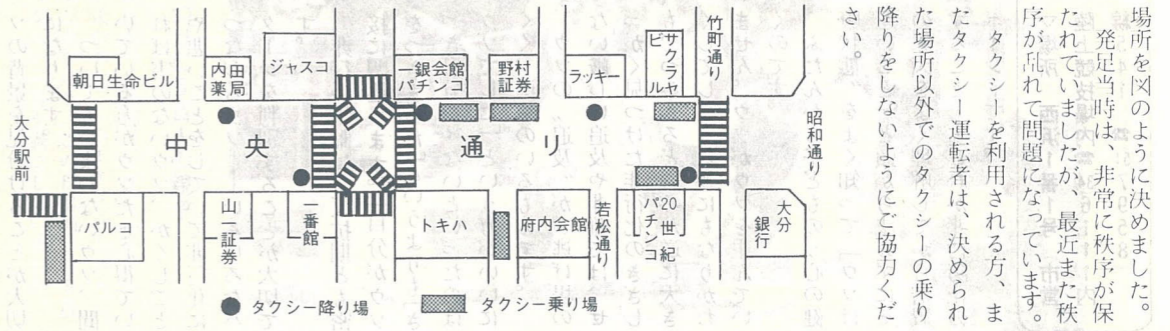 場所を図のように決めました。
　発足当時は、非常に秩序が保
たれていましたが、最近また秩
序が乱れて問題になっています。
　タクシーを利用される方、ま
たタクシー運転者は、決められ
た場所以外でのタクシーの乗り
降りをしないようにご協力くだ
さい。
朝日生命ビル
内田
薬局
ジャスコ
一銀会館
パチンコ
野村
証券
ラッキー
サクラヤ
ビル
竹町通り
昭和通り
大分駅前
中央通り
パルコ
山一証券
一番館
トキハ
府内会館
若松通り
20世紀
パチンコ
大分
銀行
タクシー降り場
タクシー乗り場